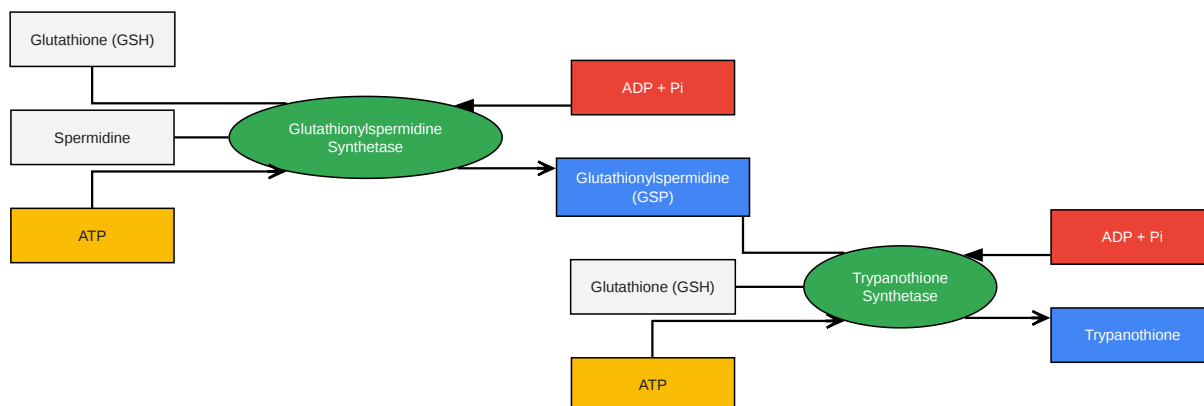 Glutathione (GSH)
Spermidine
ATP
Glutathionylspermidine
Synthetase
ADP + Pi
Glutathionylspermidine
(GSP)
Glutathione (GSH)
ATP
Trypanothione
Synthetase
ADP + Pi
Trypanothione